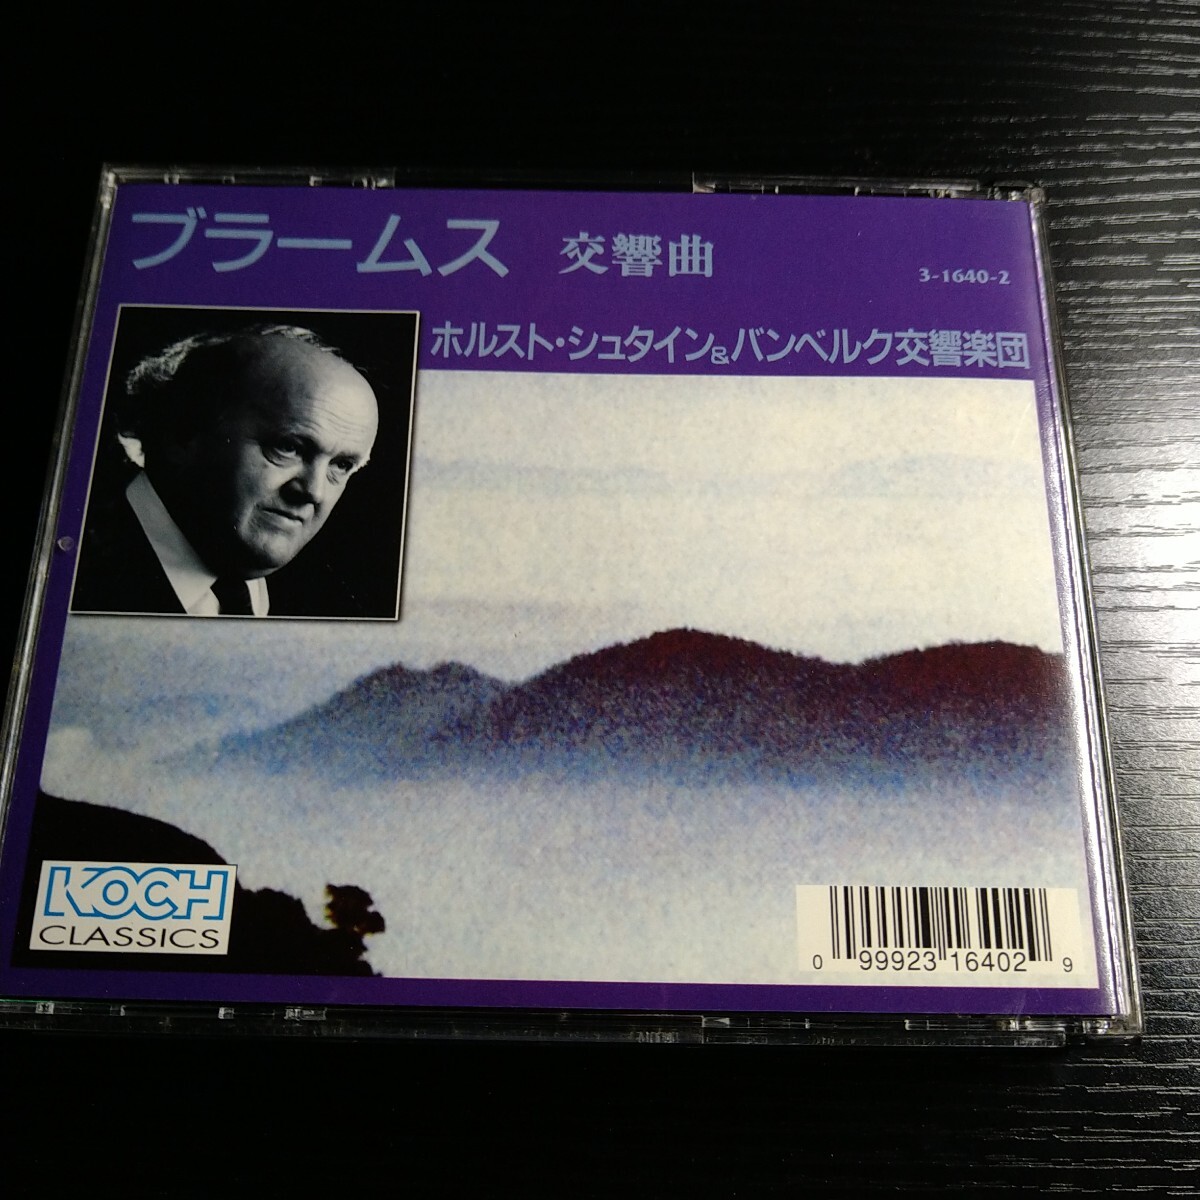 ブラームス 交響曲
3-1640-2
ホルスト・シュタイン&バンベルク交響楽団
KOCH
CLASSICS
0 99923 16402 9